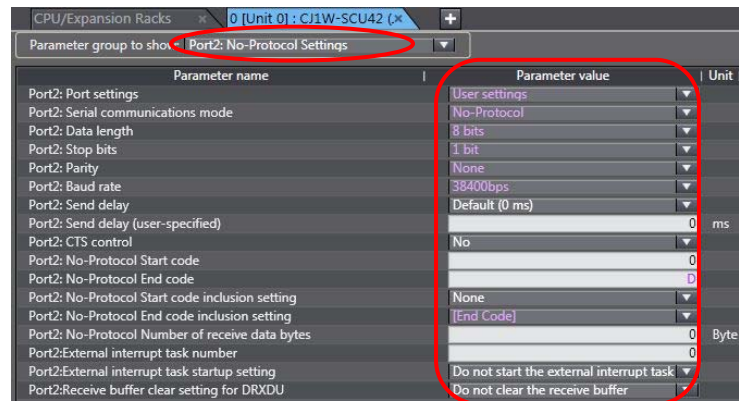 CPU/Expansion Racks × 0 [Unit 0] : CJ1W-SCU42 (.× +
Parameter group to show Port2: No-Protocol Settings
Parameter name | Parameter value | Unit
Port2: Port settings User settings
Port2: Serial communications mode No-Protocol
Port2: Data length 8 bits
Port2: Stop bits 1 bit
Port2: Parity None
Port2: Baud rate 38400bps
Port2: Send delay Default (0 ms)
Port2: Send delay (user-specified) 0 ms
Port2: CTS control No
Port2: No-Protocol Start code 0
Port2: No-Protocol End code D
Port2: No-Protocol Start code inclusion setting None
Port2: No-Protocol End code inclusion setting [End Code]
Port2: No-Protocol Number of receive data bytes 0 Byte
Port2:External interrupt task number 0
Port2:External interrupt task startup setting Do not start the external interrupt task
Port2:Receive buffer clear setting for DRXDU Do not clear the receive buffer